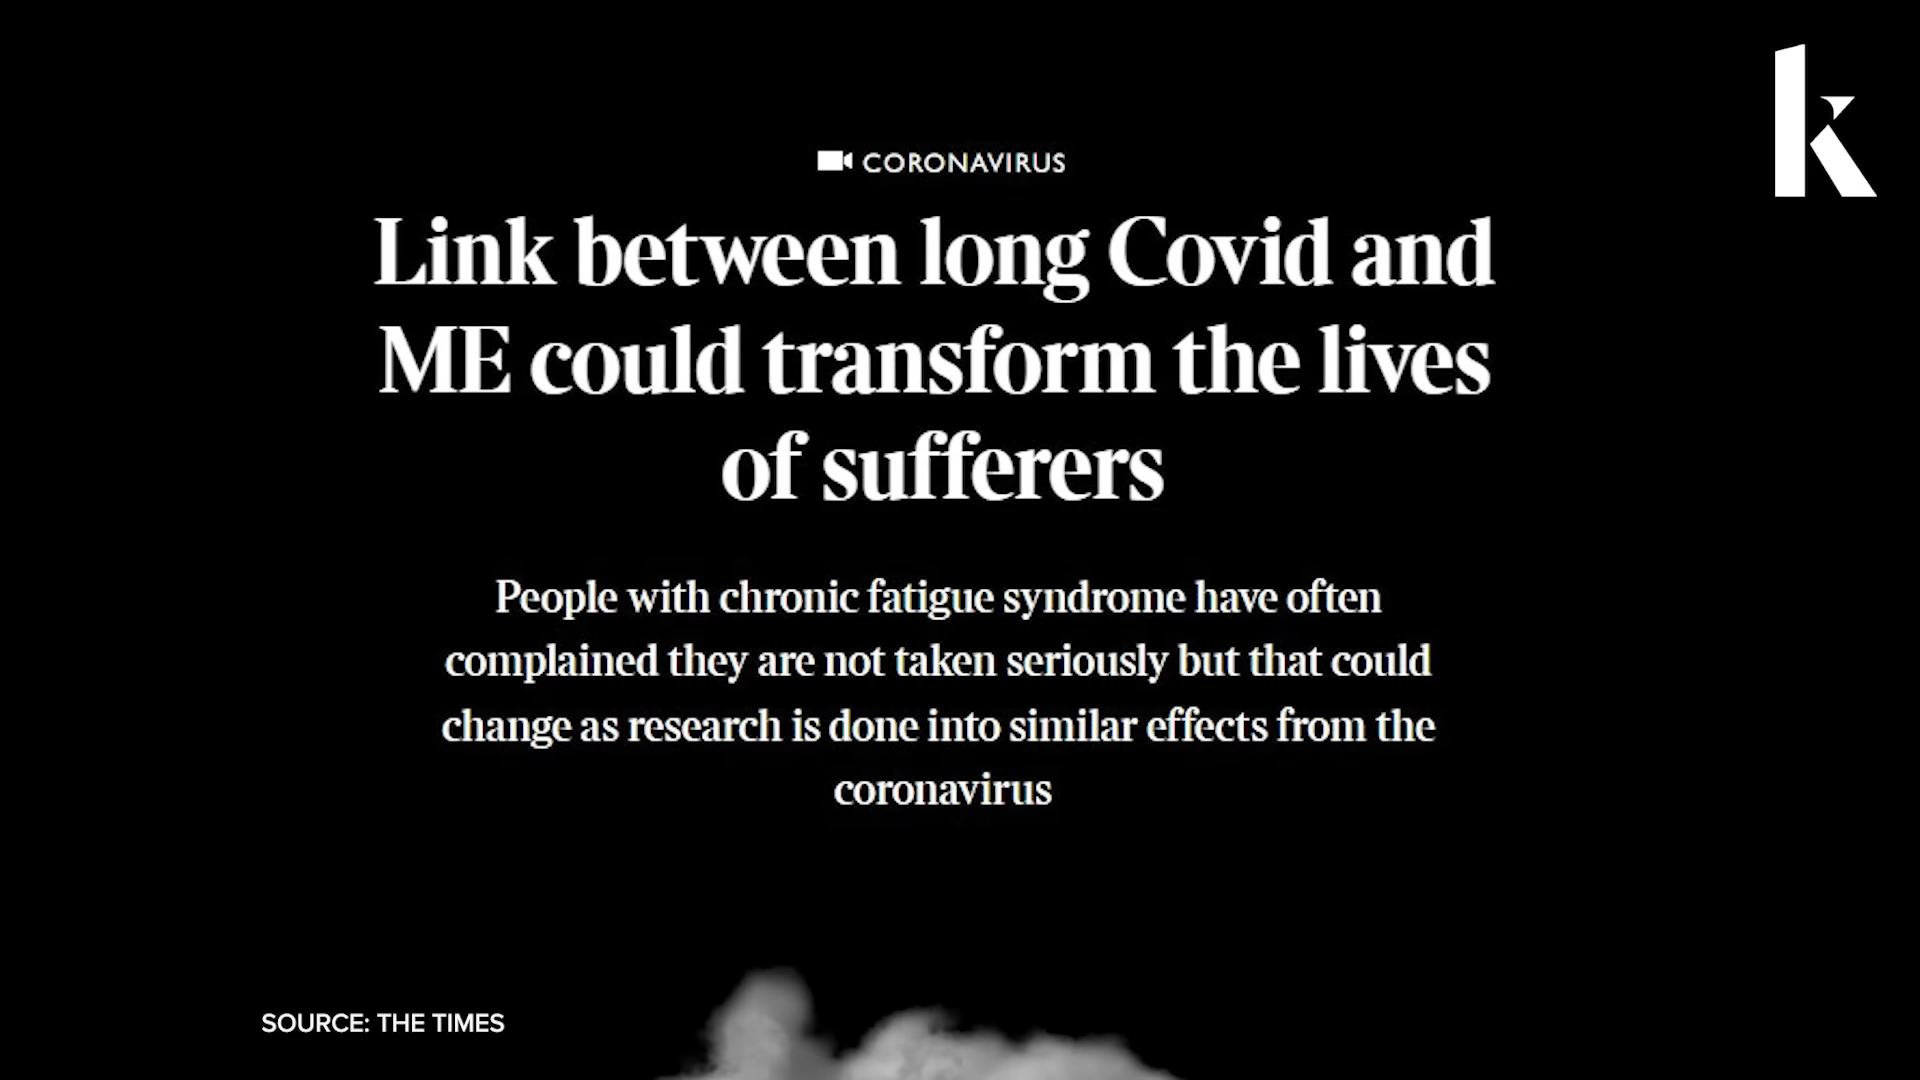 k
CORONAVIRUS
Link between long Covid and
ME could transform the lives
of sufferers
People with chronic fatigue syndrome have often
complained they are not taken seriously but that could
change as research is done into similar effects from the
coronavirus
SOURCE: THE TIMES